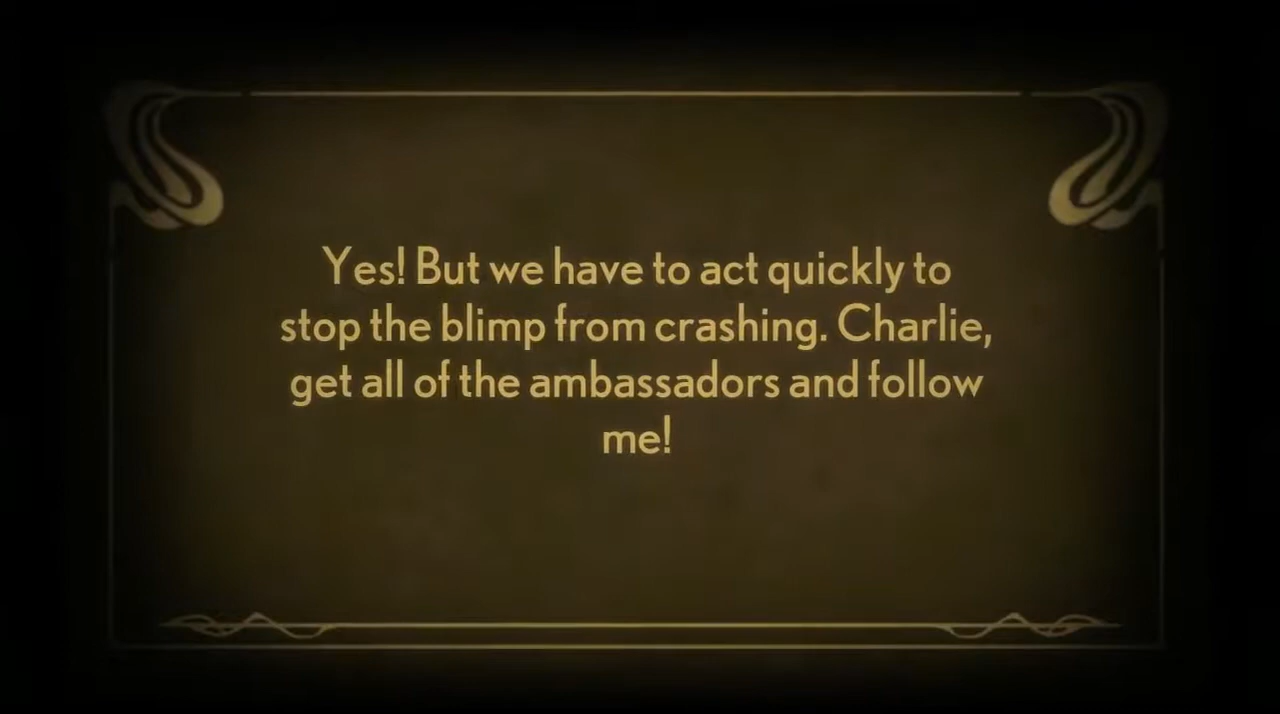 Yes! But we have to act quickly to
stop the blimp from crashing. Charlie,
get all of the ambassadors and follow
me!